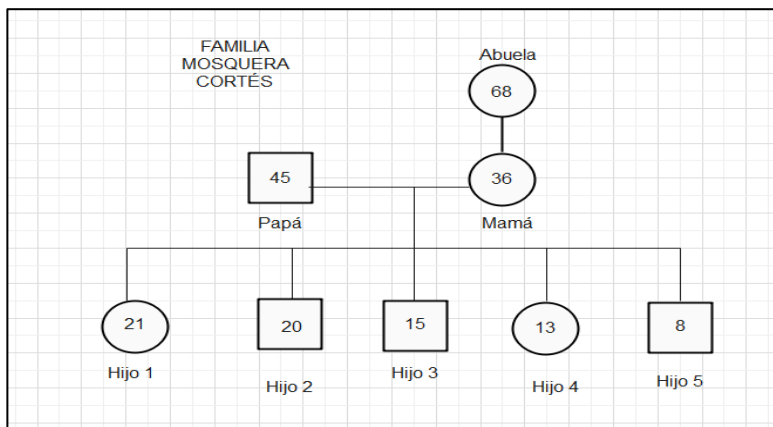 FAMILIA
MOSQUERA
CORTÉS
Abuela
68
45
36
Papá
Mamá
21
20
15
13
8
Hijo 1
Hijo 2
Hijo 3
Hijo 4
Hijo 5